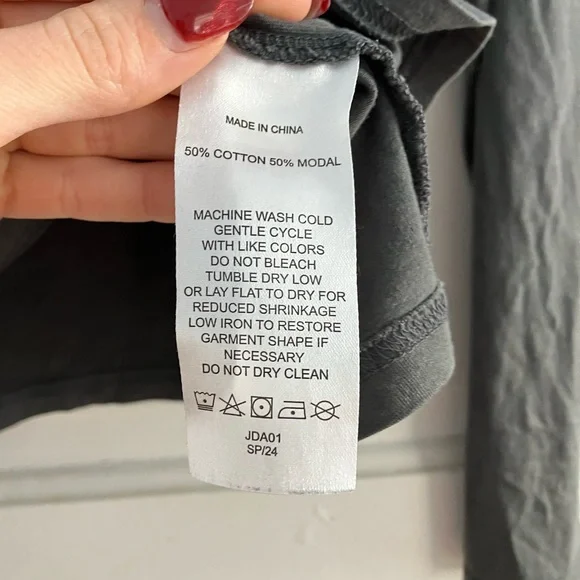 MADE IN CHINA
50% COTTON 50% MODAL
MACHINE WASH COLD
GENTLE CYCLE
WITH LIKE COLORS
DO NOT BLEACH
TUMBLE DRY LOW
OR LAY FLAT TO DRY FOR
REDUCED SHRINKAGE
LOW IRON TO RESTORE
GARMENT SHAPE IF
NECESSARY
DO NOT DRY CLEAN
JDA01
SP/24